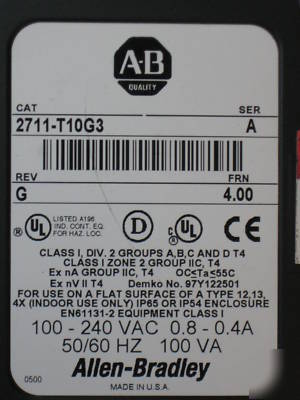 A-B
QUALITY
CAT SER
2711-T10G3 A
REV FRN
G 4.00
UL LISTED A196
IND. CONT. EQ.
FOR HAZ. LOC.
D UL CE
CLASS I, DIV. 2 GROUPS A,B,C AND D T4
CLASS I ZONE 2 GROUP IIC, T4
Ex nA GROUP IIC, T4 OC≤Ta≤55C
Ex nV II T4 Demko No. 97Y122501
FOR USE ON A FLAT SURFACE OF A TYPE 12,13,
4X (INDOOR USE ONLY) IP65 OR IP54 ENCLOSURE
EN61131-2 EQUIPMENT CLASS I
100 - 240 VAC 0.8 - 0.4A
50/60 HZ 100 VA
Allen-Bradley
0500 MADE IN U.S.A.